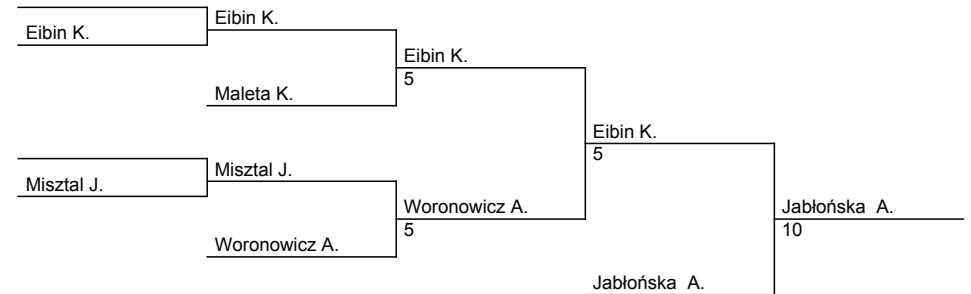 Eibin K.
Eibin K.
Maleta K.
Eibin K.
5
Misztal J.
Misztal J.
Woronowicz A.
Woronowicz A.
5
Eibin K.
5
Jabłońska A.
Jabłońska A.
10